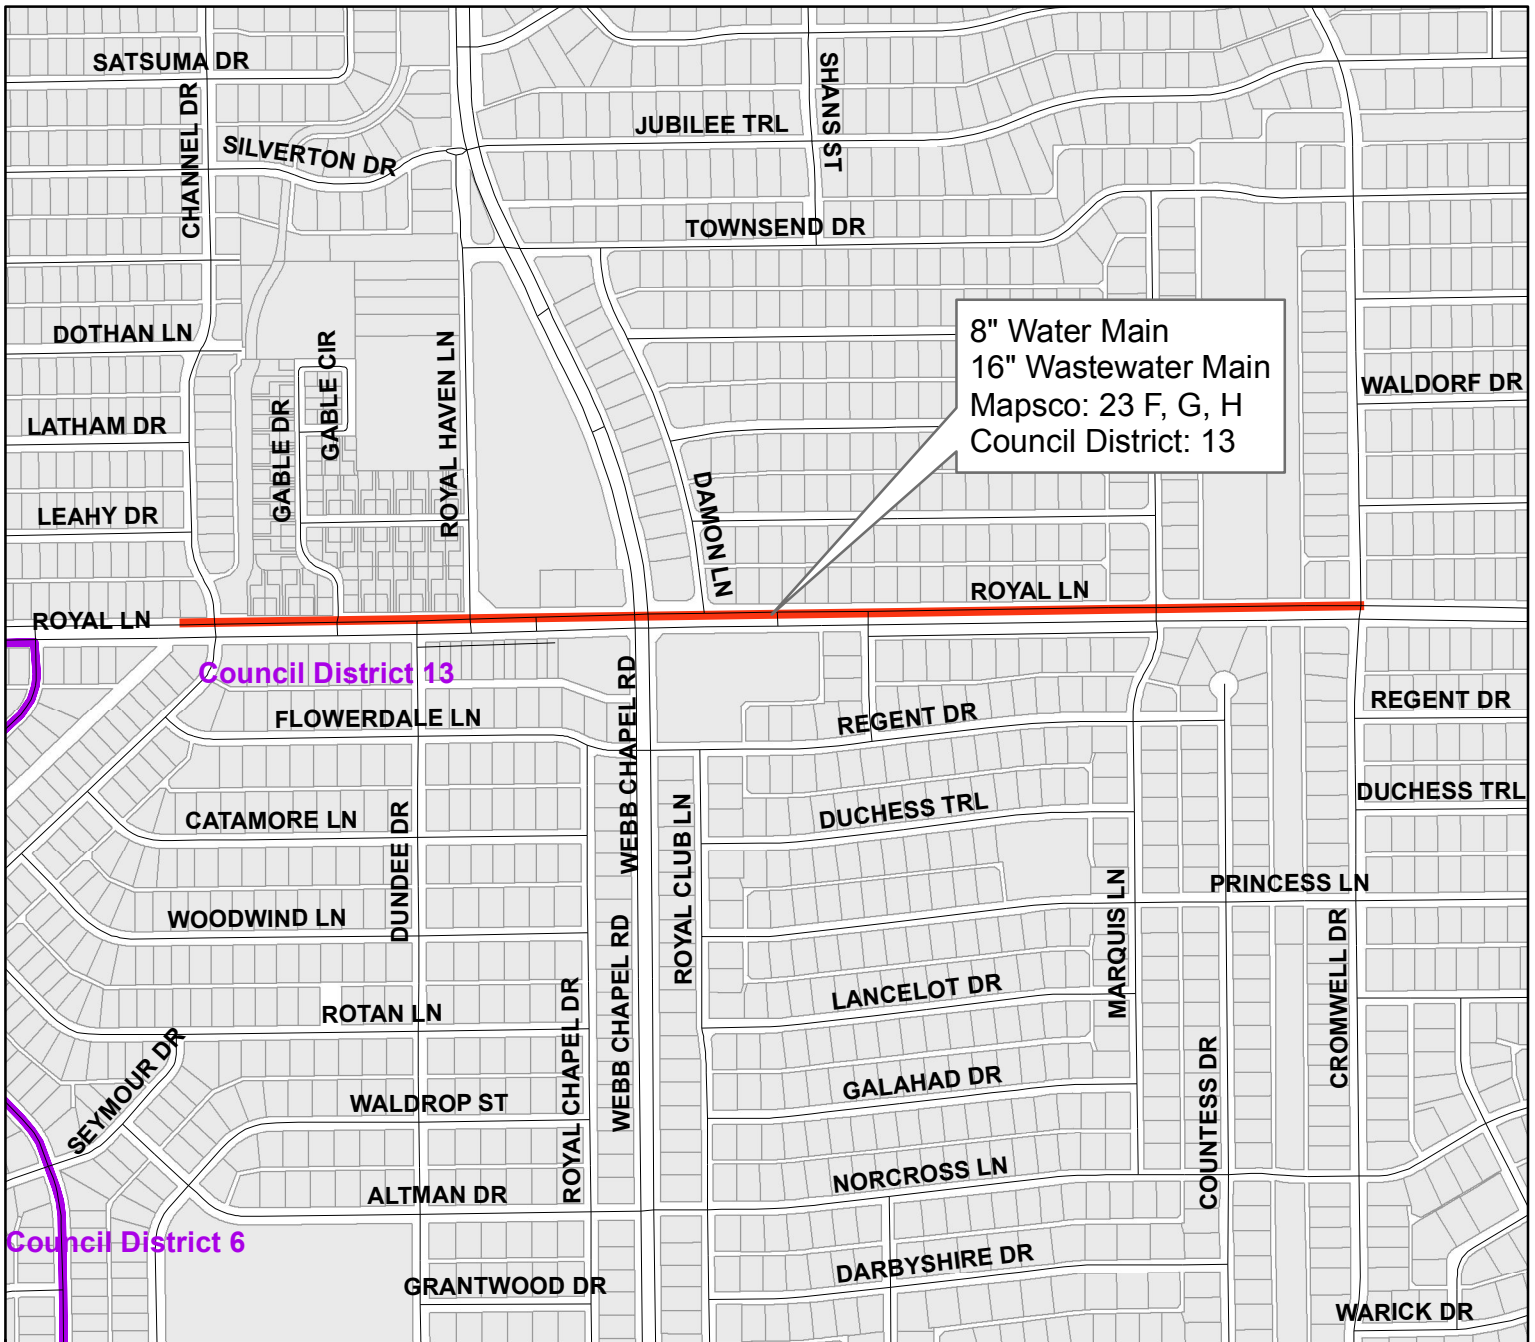 SATSUMA DR
CHANNEL DR
SILVERTON DR
JUBILEE TRL
SHANS ST
TOWNSEND DR
DOTHAN LN
GABLE CIR
ROYAL HAVEN LN
8" Water Main
16" Wastewater Main
Mapsco: 23 F, G, H
Council District: 13
WALDORF DR
LATHAM DR
GABLE DR
LEAHY DR
DAMON LN
ROYAL LN
ROYAL LN
Council District 13
FLOWERDALE LN
WEBB CHAPEL RD
REGENT DR
REGENT DR
CATAMORE LN
DUNDEE DR
ROYAL CLUB LN
DUCHESS TRL
DUCHESS TRL
WOODWIND LN
MARQUIS LN
PRINCESS LN
ROTAN LN
ROYAL CHAPEL DR
WEBB CHAPEL RD
LANCELOT DR
CROMWELL DR
SEYMOUR DR
WALDROP ST
GALAHAD DR
COUNTESS DR
ALTMAN DR
NORCROSS LN
Council District 6
GRANTWOOD DR
DARBYSHIRE DR
WARICK DR